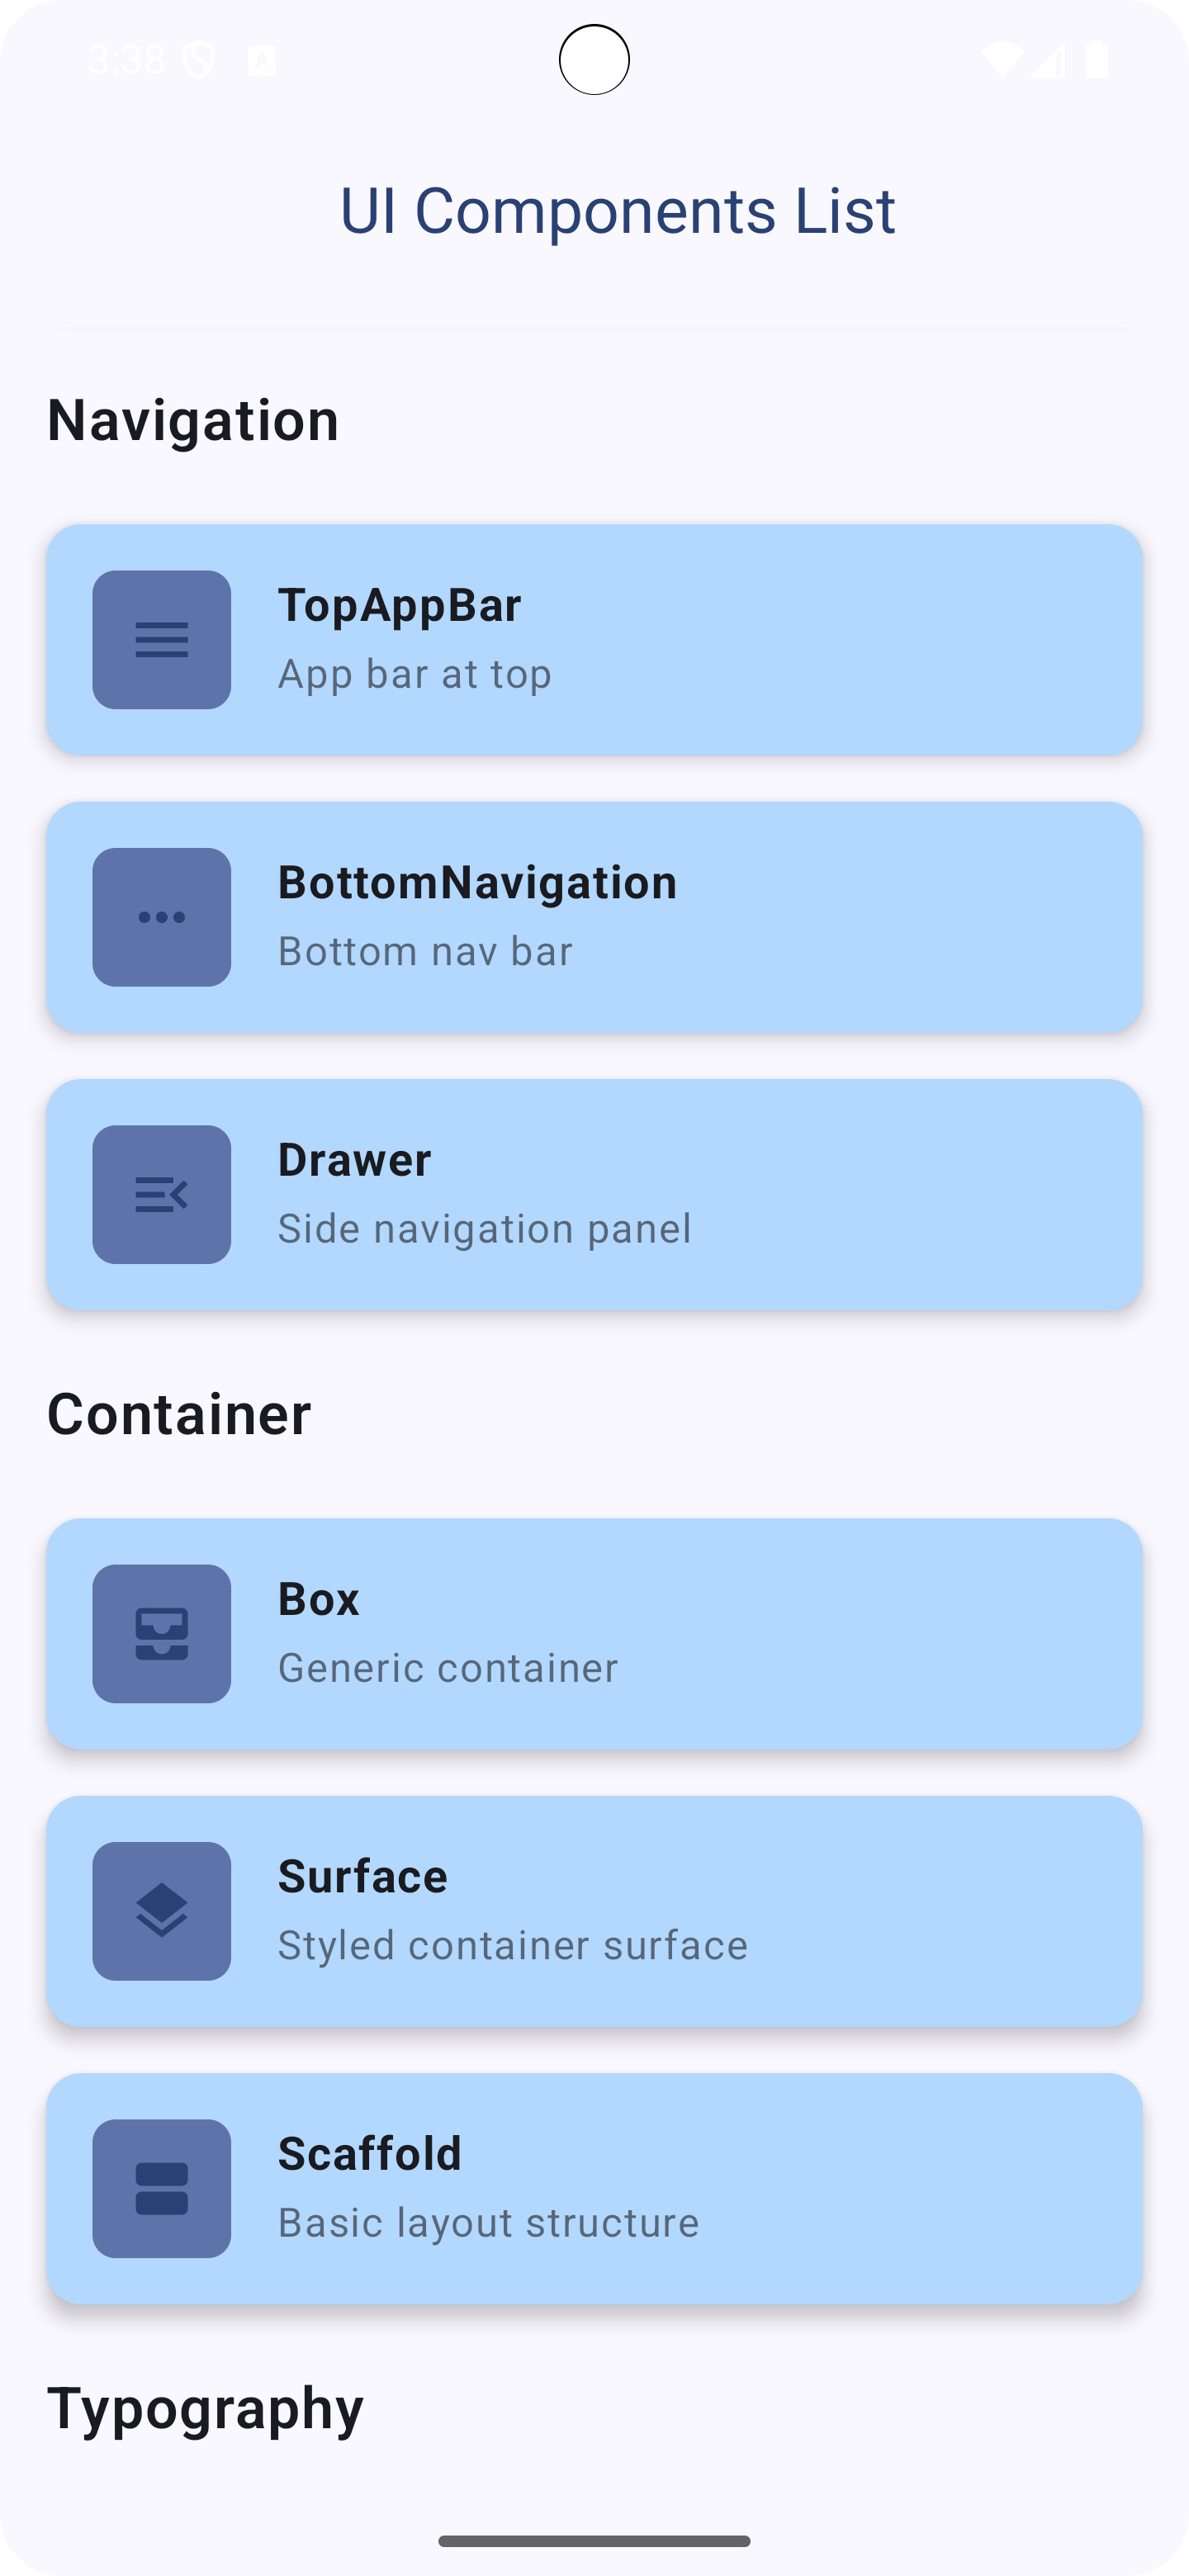 3:38
UI Components List
Navigation
TopAppBar
App bar at top
BottomNavigation
Bottom nav bar
Drawer
Side navigation panel
Container
Box
Generic container
Surface
Styled container surface
Scaffold
Basic layout structure
Typography